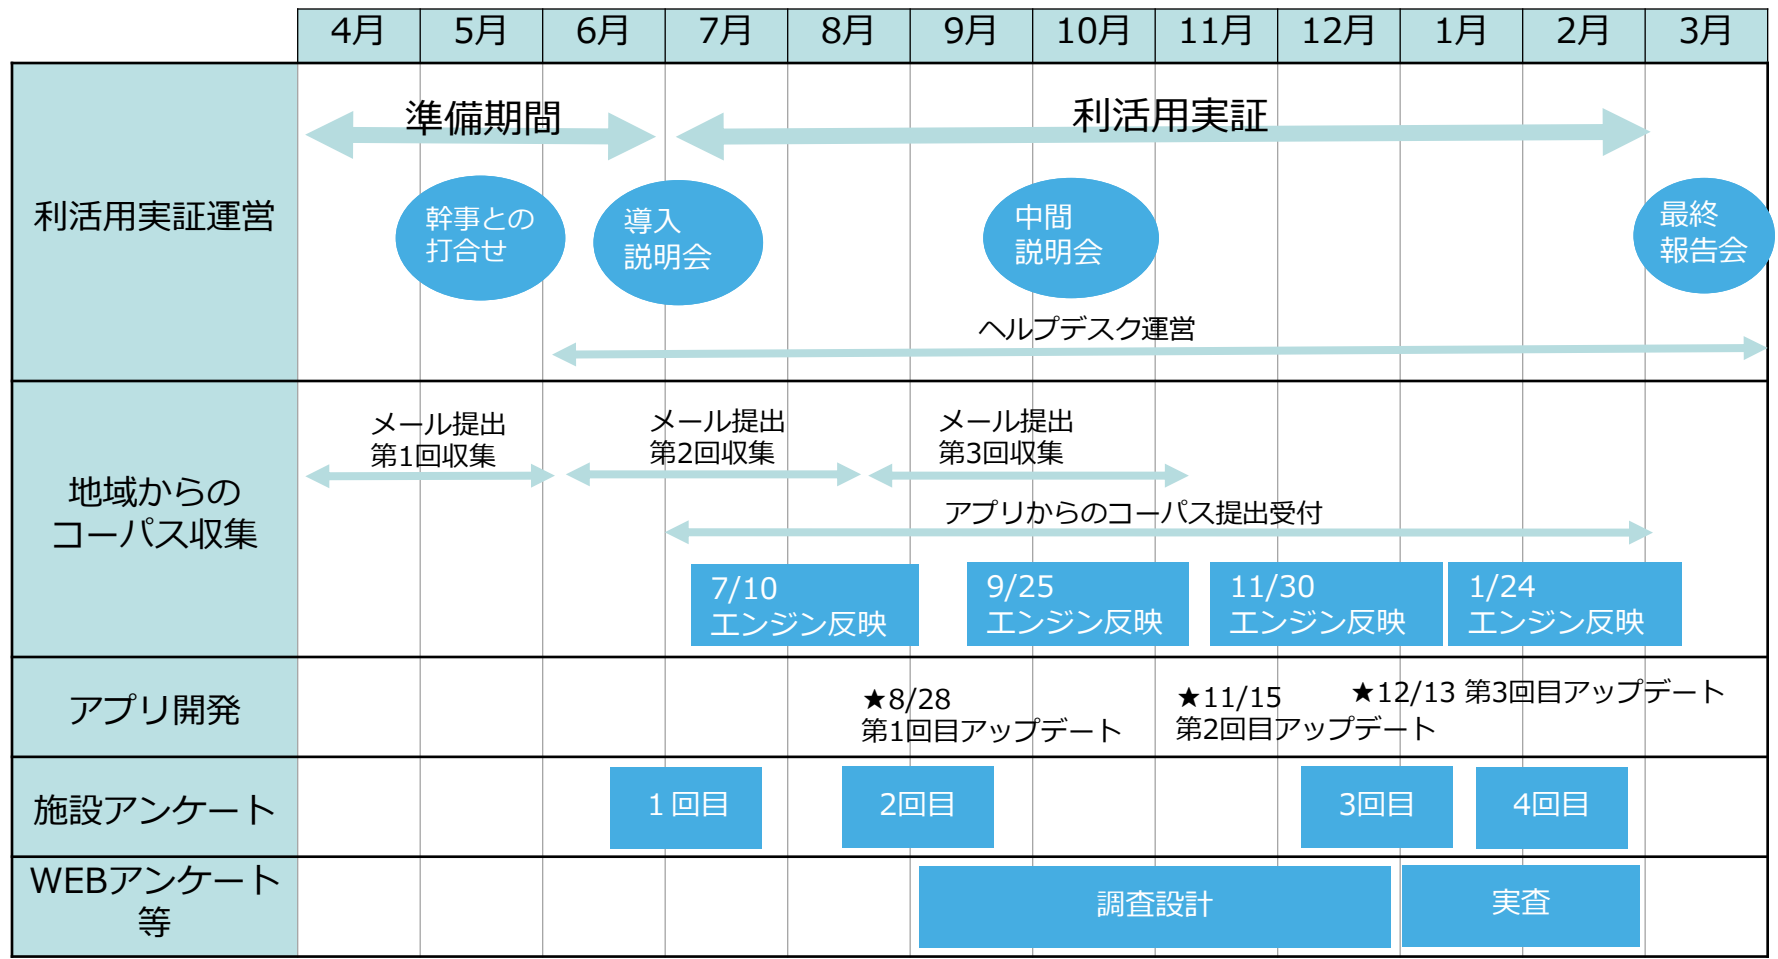 4月 5月 6月 7月 8月 9月 10月 11月 12月 1月 2月 3月
利活用実証運営
準備期間
利活用実証
幹事との
打合せ
導入
説明会
中間
説明会
最終
報告会
ヘルプデスク運営
地域からの
コーパス収集
メール提出
第1回収集
メール提出
第2回収集
メール提出
第3回収集
アプリからのコーパス提出受付
7/10
エンジン反映
9/25
エンジン反映
11/30
エンジン反映
1/24
エンジン反映
アプリ開発
★8/28
第1回目アップデート
★11/15
第2回目アップデート
★12/13 第3回目アップデート
施設アンケート
１回目
2回目
3回目
4回目
WEBアンケート
等
調査設計
実査